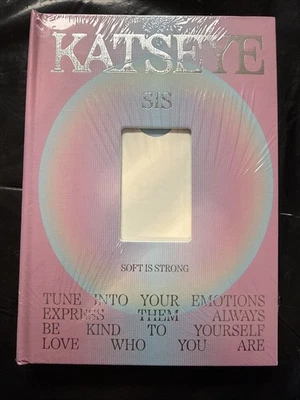 KATSEYE
SIS
SOFT IS STRONG
TUNE INTO YOUR EMOTIONS
EXPRESS THEM ALWAYS
BE KIND TO YOURSELF
LOVE WHO YOU ARE